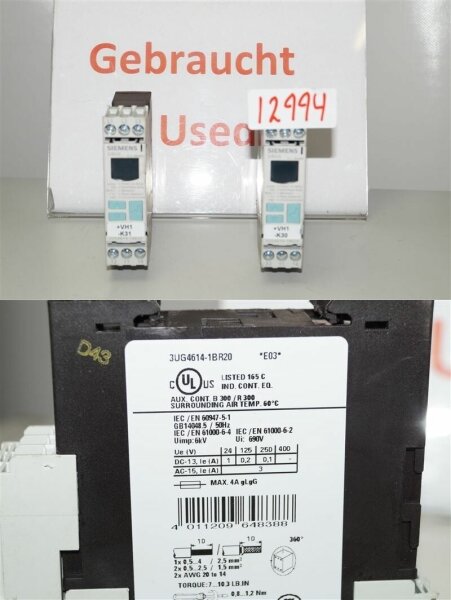 Gebraucht
12994
Used
SIEMENS
SIEMENS
+VH1
-K31
+VH1
-K30
D43
3UG4614-1BR20 *E03*
C UL US LISTED 165 C
IND. CONT. EQ.
AUX. CONT. B 300 / R 300
SURROUNDING AIR TEMP. 60°C
IEC / EN 60947-5-1
GB14048.5 / 50Hz
IEC / EN 61000-6-4 IEC / EN 61000-6-2
Uimp: 6kV Ui: 690V
Ue (V) 24 125 250 400
DC-13, Ie (A) 1 0,2 0,1 -
AC-15, Ie (A) 3
MAX. 4A gLgG
4 011209 648388
10 10 360°
1x 0,5...4 / 2,5 mm²
2x 0,5...2,5 / 1,5 mm²
2x AWG 20 to 14
TORQUE: 7...10,3 LB.IN
0,8...1,2 Nm